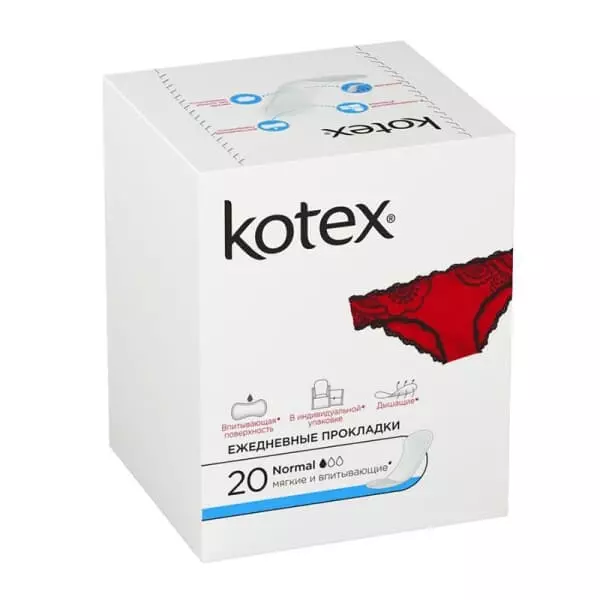 kotex
kotex®
Впитывающая*
поверхность
В индивидуальной*
упаковке
Дышащие*
ЕЖЕДНЕВНЫЕ ПРОКЛАДКИ
20 Normal
мягкие и впитывающие*